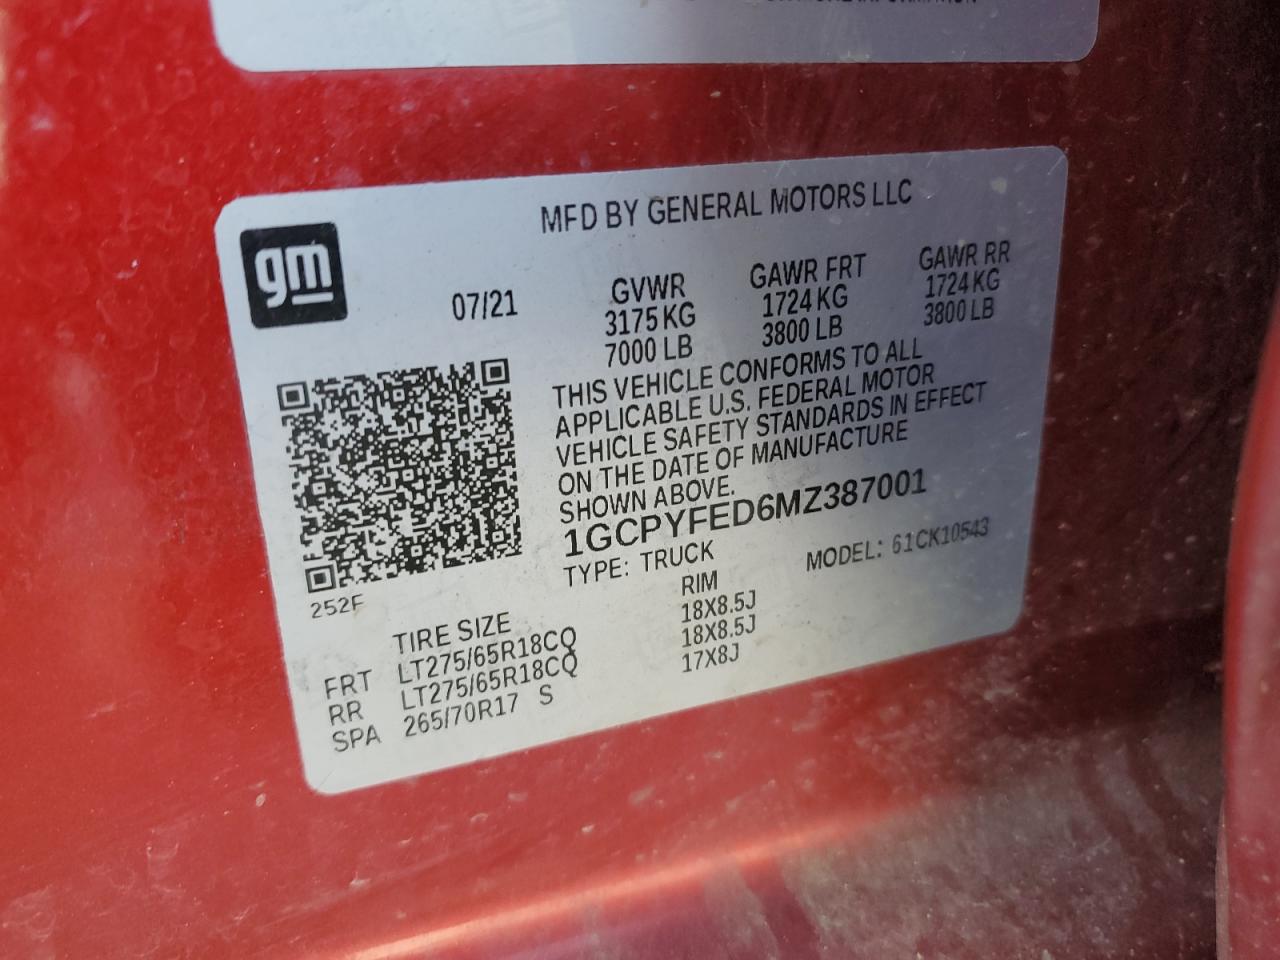 MFD BY GENERAL MOTORS LLC
gm
07/21
GVWR GAWR FRT GAWR RR
3175 KG 1724 KG 1724 KG
7000 LB 3800 LB 3800 LB
THIS VEHICLE CONFORMS TO ALL
APPLICABLE U.S. FEDERAL MOTOR
VEHICLE SAFETY STANDARDS IN EFFECT
ON THE DATE OF MANUFACTURE
SHOWN ABOVE.
1GCPYFED6MZ387001
TYPE: TRUCK MODEL: 61CK10543
252F
TIRE SIZE RIM
FRT LT275/65R18CQ 18X8.5J
RR LT275/65R18CQ 18X8.5J
SPA 265/70R17 S 17X8J